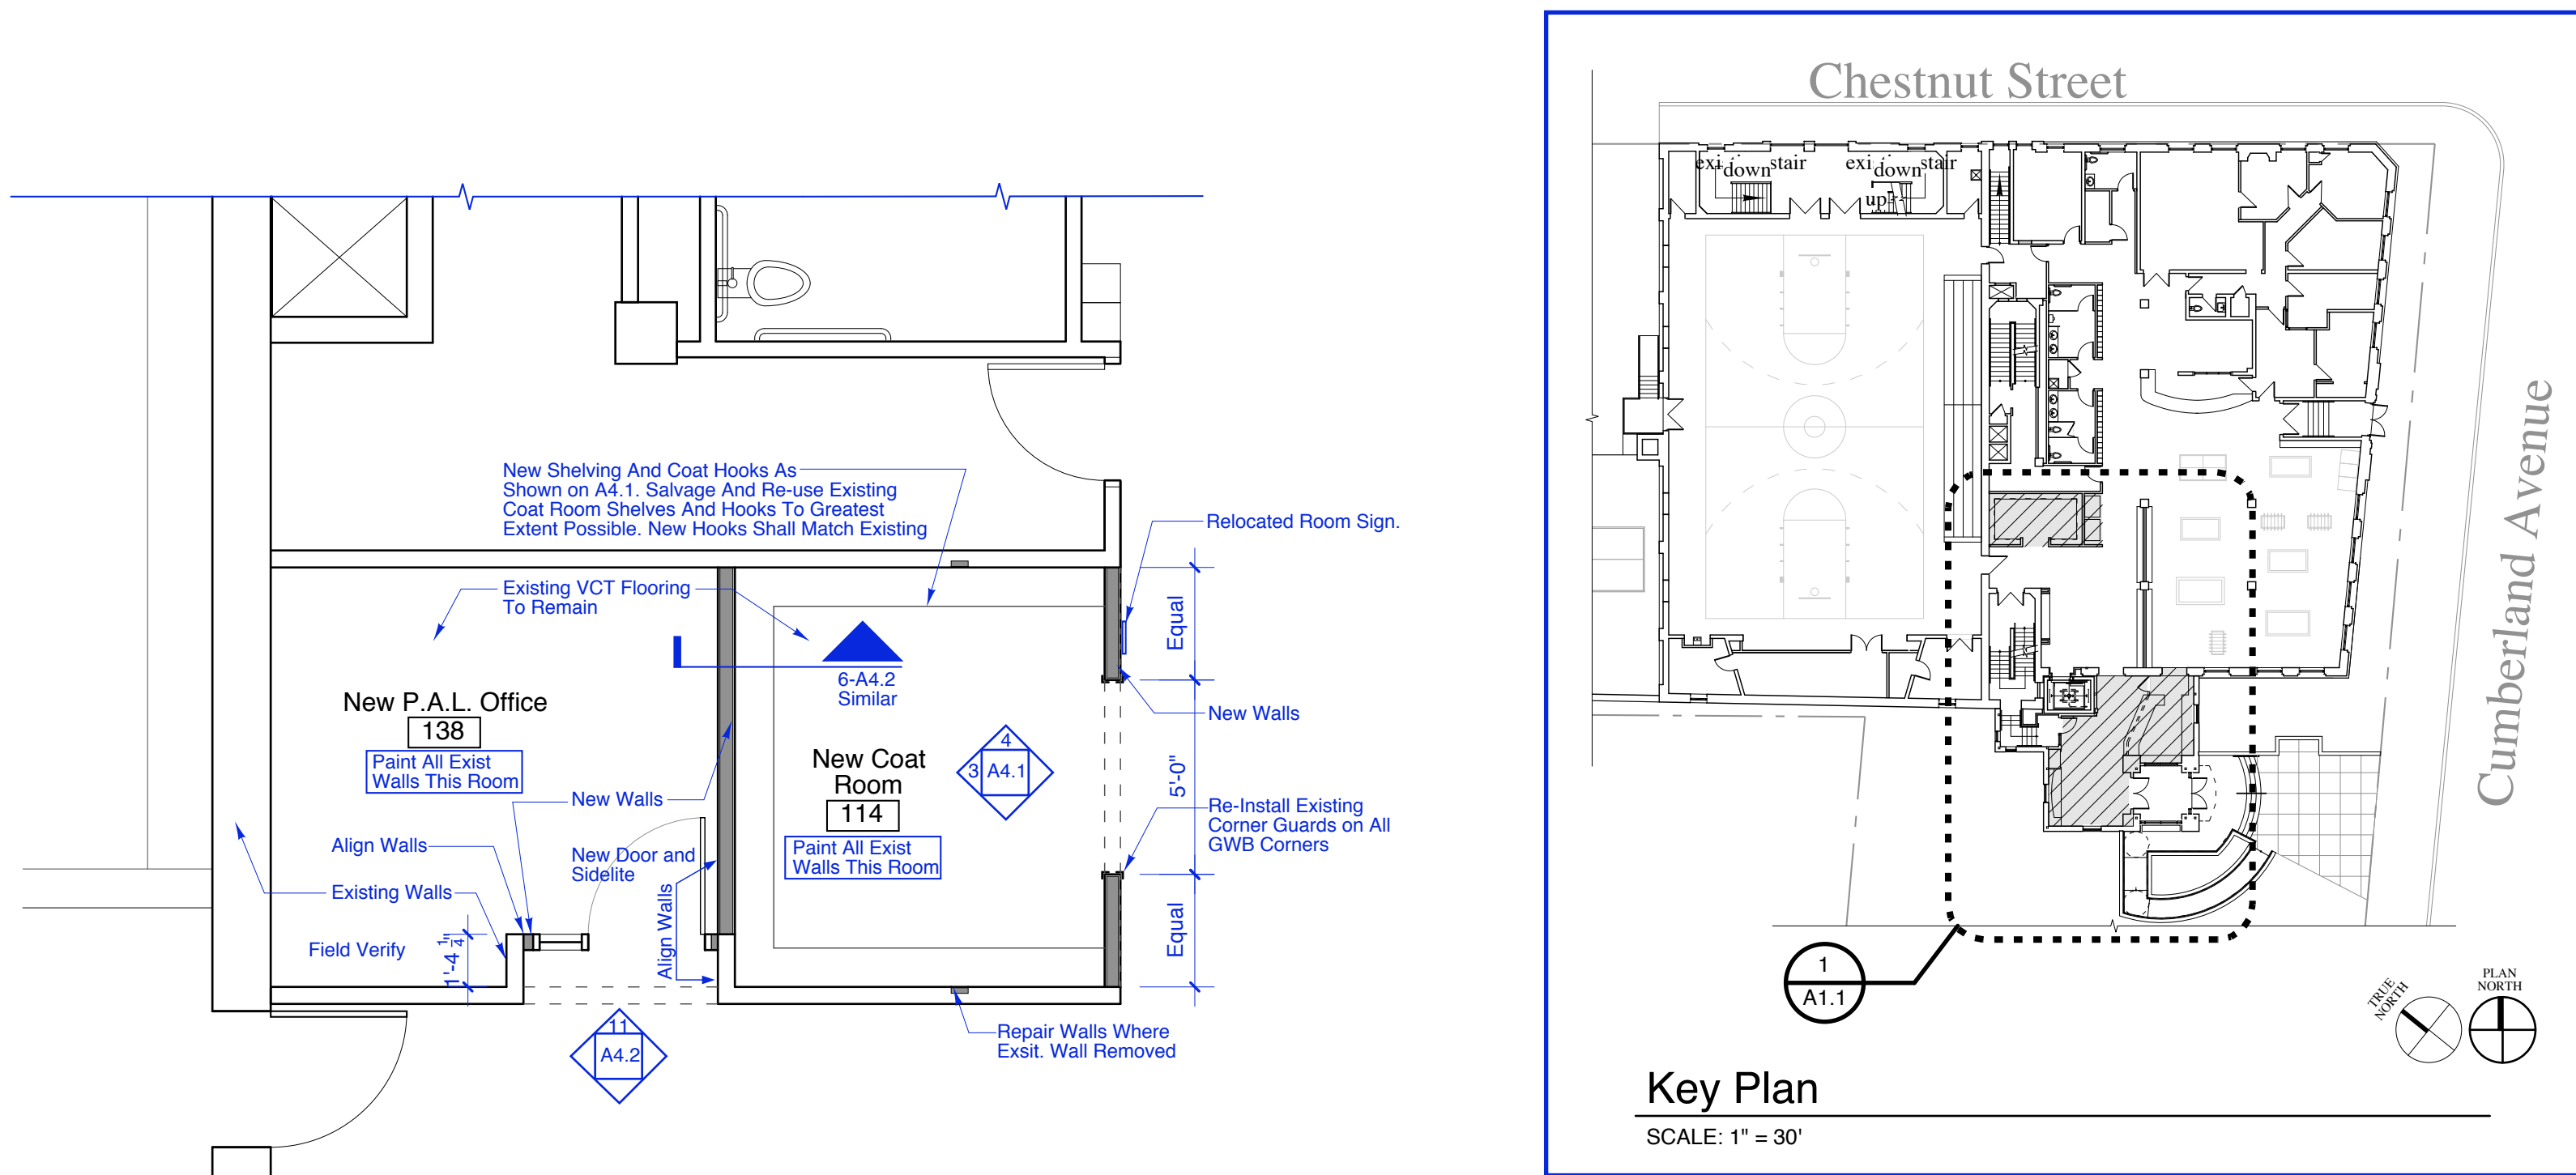 New Shelving And Coat Hooks As
Shown on A4.1. Salvage And Re-use Existing
Coat Room Shelves And Hooks To Greatest
Extent Possible. New Hooks Shall Match Existing
Relocated Room Sign.
Existing VCT Flooring
To Remain
Equal
6-A4.2
Similar
New P.A.L. Office
138
Paint All Exist
Walls This Room
New Walls
New Coat
Room
114
Paint All Exist
Walls This Room
4
3
A4.1
5'-0"
New Walls
Re-Install Existing
Corner Guards on All
GWB Corners
Align Walls
New Door and
Sidelite
Existing Walls
Align Walls
Field Verify
1'-4 1/4"
Equal
11
A4.2
Repair Walls Where
Exsit. Wall Removed
Chestnut Street
down
stair
down
stair
up
Cumberland Avenue
1
A1.1
TRUE
NORTH
PLAN
NORTH
Key Plan
SCALE: 1" = 30'